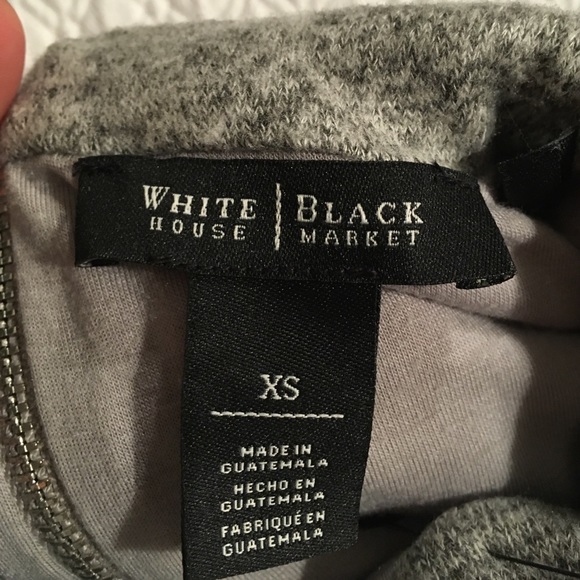 WHITE | BLACK
HOUSE | MARKET
XS
MADE IN
GUATEMALA
HECHO EN
GUATEMALA
FABRIQUÉ EN
GUATEMALA